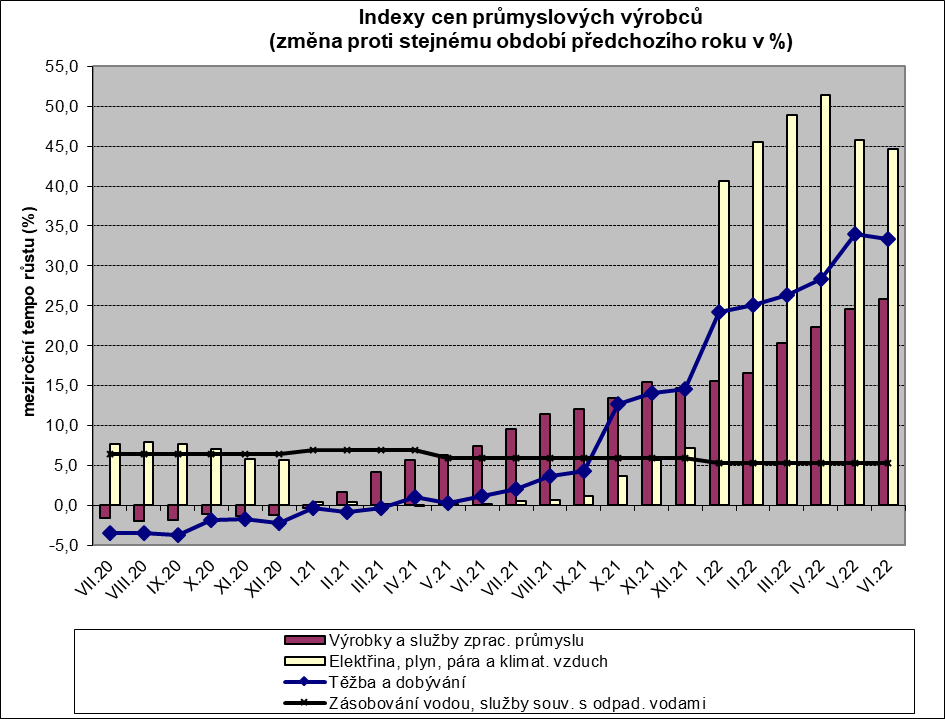 Indexy cen průmyslových výrobců
(změna proti stejnému období předchozího roku v %)
meziroční tempo růstu (%)
55,0
50,0
45,0
40,0
35,0
30,0
25,0
20,0
15,0
10,0
5,0
0,0
-5,0
VII.20
VIII.20
IX.20
X.20
XI.20
XII.20
I.21
II.21
III.21
IV.21
V.21
VI.21
VII.21
VIII.21
IX.21
X.21
XI.21
XII.21
I.22
II.22
III.22
IV.22
V.22
VI.22
Výrobky a služby zprac. průmyslu
Elektřina, plyn, pára a klimat. vzduch
Těžba a dobývání
Zásobování vodou, služby souv. s odpad. vodami